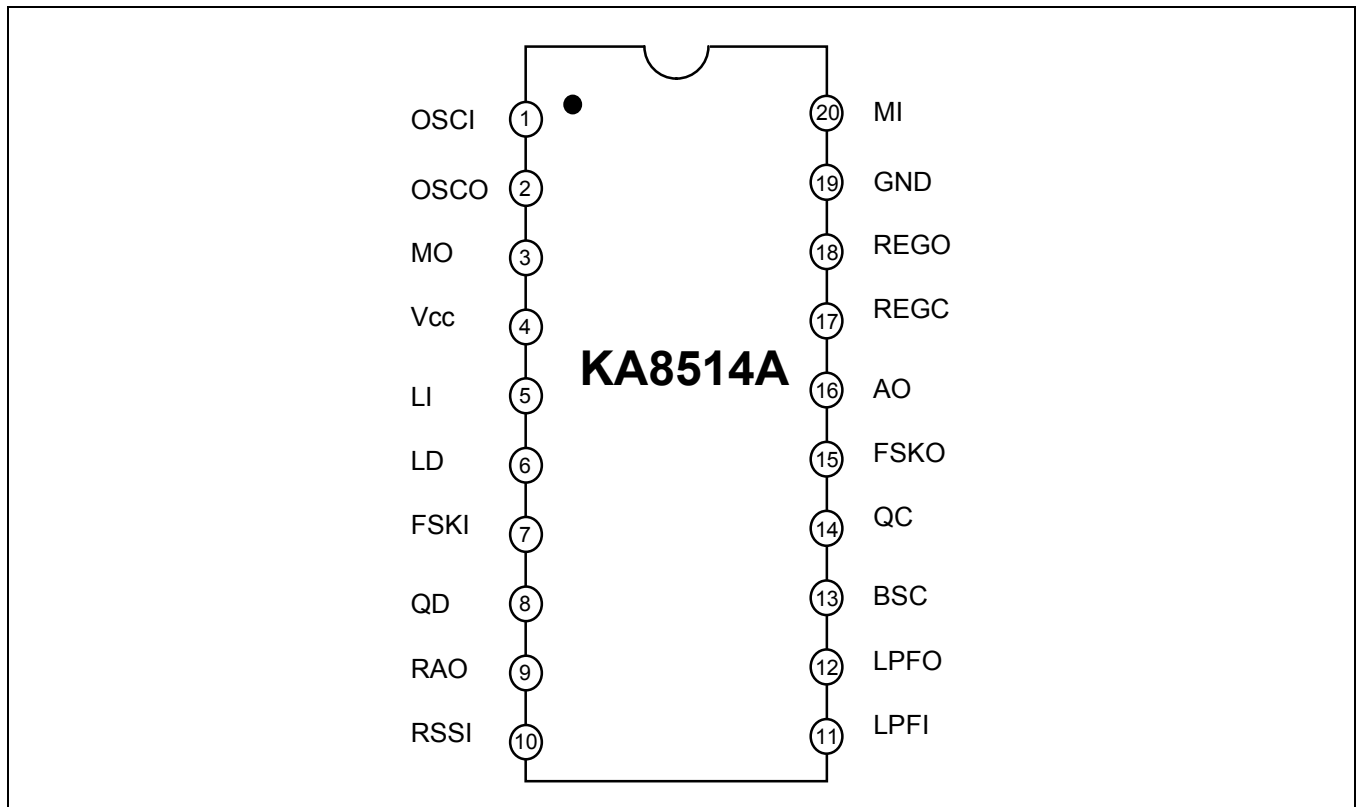 OSCI 1 20 MI
OSCO 2 19 GND
MO 3 18 REGO
Vcc 4 17 REGC
KA8514A
LI 5 16 AO
LD 6 15 FSKO
FSKI 7 14 QC
QD 8 13 BSC
RAO 9 12 LPFO
RSSI 10 11 LPFI